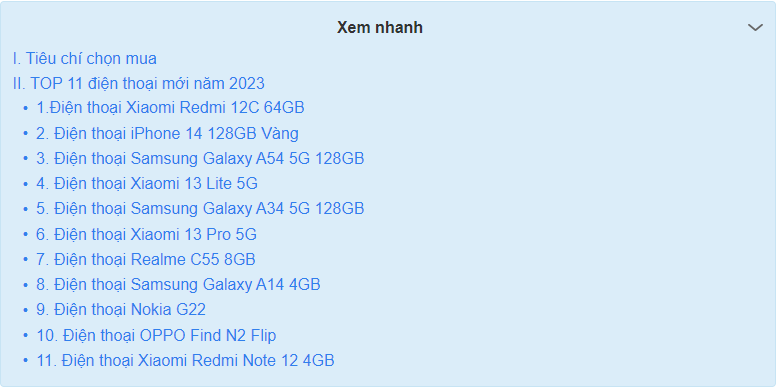 Xem nhanh
I. Tiêu chí chọn mua
II. TOP 11 điện thoại mới năm 2023
• 1.Điện thoại Xiaomi Redmi 12C 64GB
• 2. Điện thoại iPhone 14 128GB Vàng
• 3. Điện thoại Samsung Galaxy A54 5G 128GB
• 4. Điện thoại Xiaomi 13 Lite 5G
• 5. Điện thoại Samsung Galaxy A34 5G 128GB
• 6. Điện thoại Xiaomi 13 Pro 5G
• 7. Điện thoại Realme C55 8GB
• 8. Điện thoại Samsung Galaxy A14 4GB
• 9. Điện thoại Nokia G22
• 10. Điện thoại OPPO Find N2 Flip
• 11. Điện thoại Xiaomi Redmi Note 12 4GB